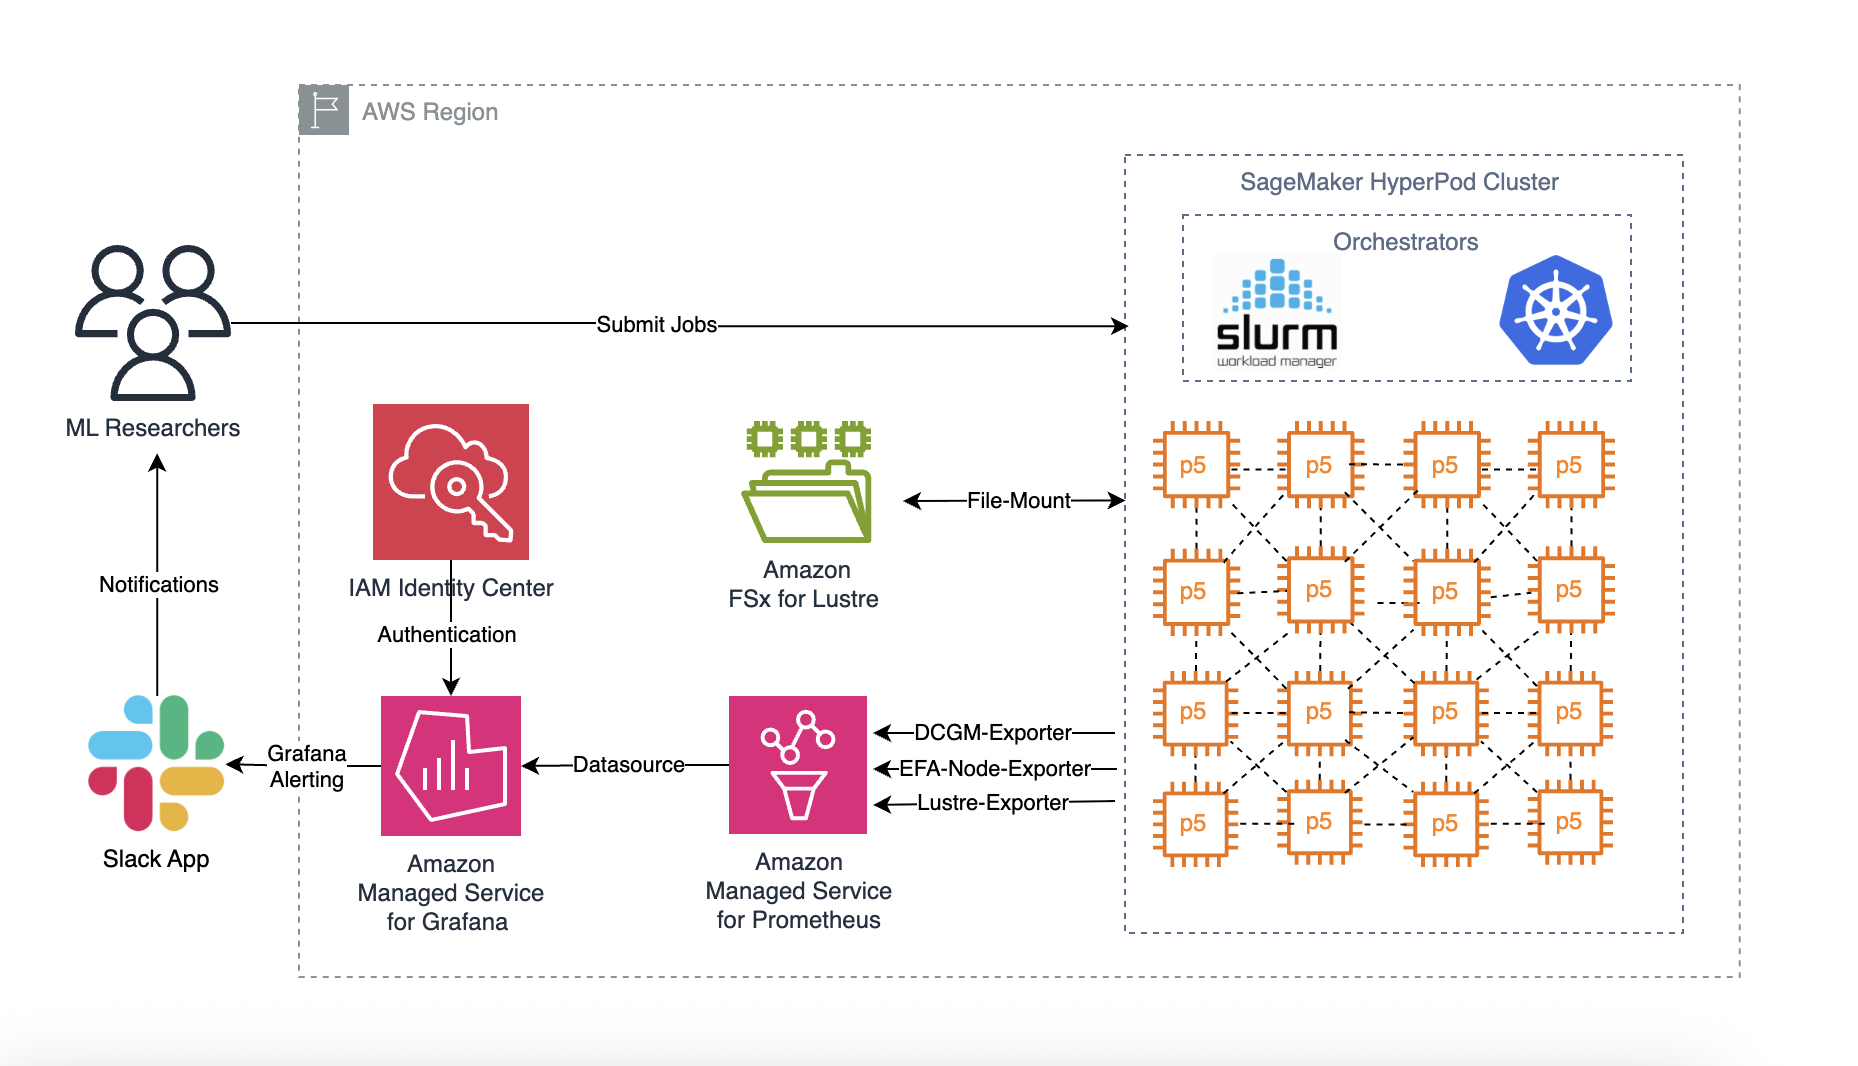 AWS Region
SageMaker HyperPod Cluster
Orchestrators
slurm
workload manager
Submit Jobs
ML Researchers
IAM Identity Center
Authentication
Amazon
FSx for Lustre
File-Mount
Notifications
Slack App
Grafana
Alerting
Amazon
Managed Service
for Grafana
Datasource
Amazon
Managed Service
for Prometheus
DCGM-Exporter
EFA-Node-Exporter
Lustre-Exporter
p5 p5 p5 p5
p5 p5 p5 p5
p5 p5 p5 p5
p5 p5 p5 p5